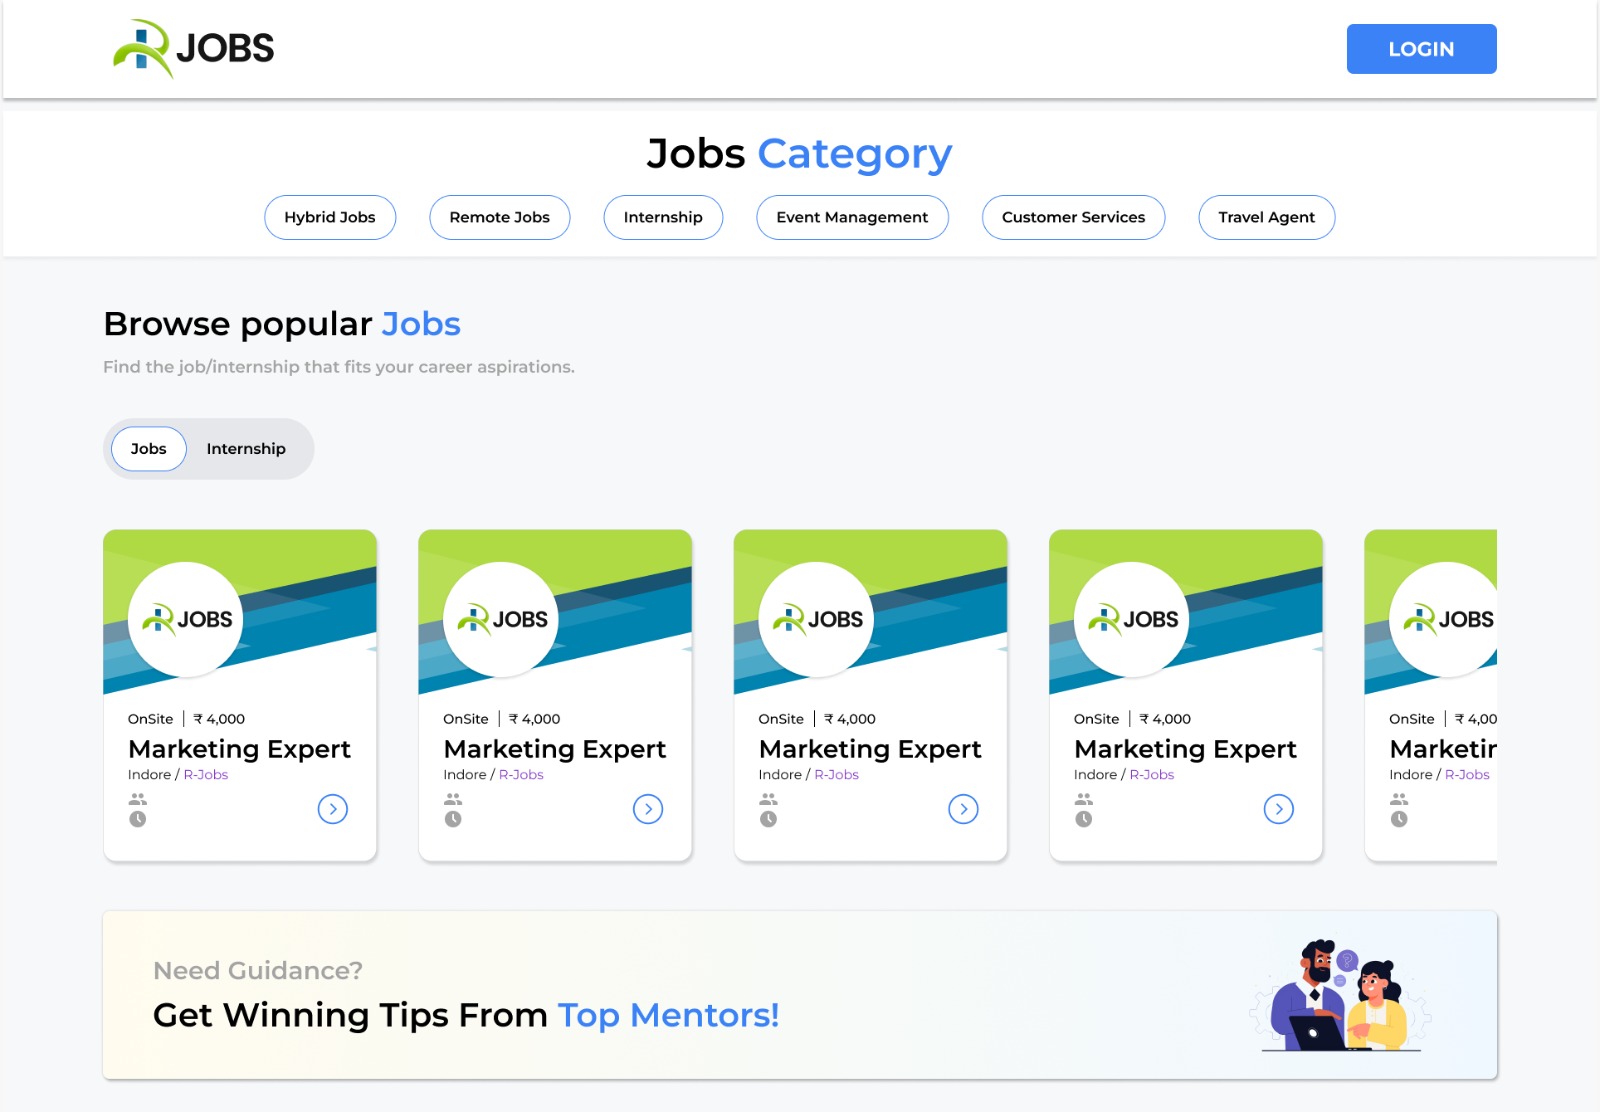 JOBS
LOGIN
Jobs Category
Hybrid Jobs
Remote Jobs
Internship
Event Management
Customer Services
Travel Agent
Browse popular Jobs
Find the job/internship that fits your career aspirations.
Jobs
Internship
JOBS
OnSite | ₹ 4,000
Marketing Expert
Indore / R-Jobs
JOBS
OnSite | ₹ 4,000
Marketing Expert
Indore / R-Jobs
JOBS
OnSite | ₹ 4,000
Marketing Expert
Indore / R-Jobs
JOBS
OnSite | ₹ 4,000
Marketing Expert
Indore / R-Jobs
JOBS
OnSite | ₹ 4,00
Marketin
Indore / R-Jobs
Need Guidance?
Get Winning Tips From Top Mentors!